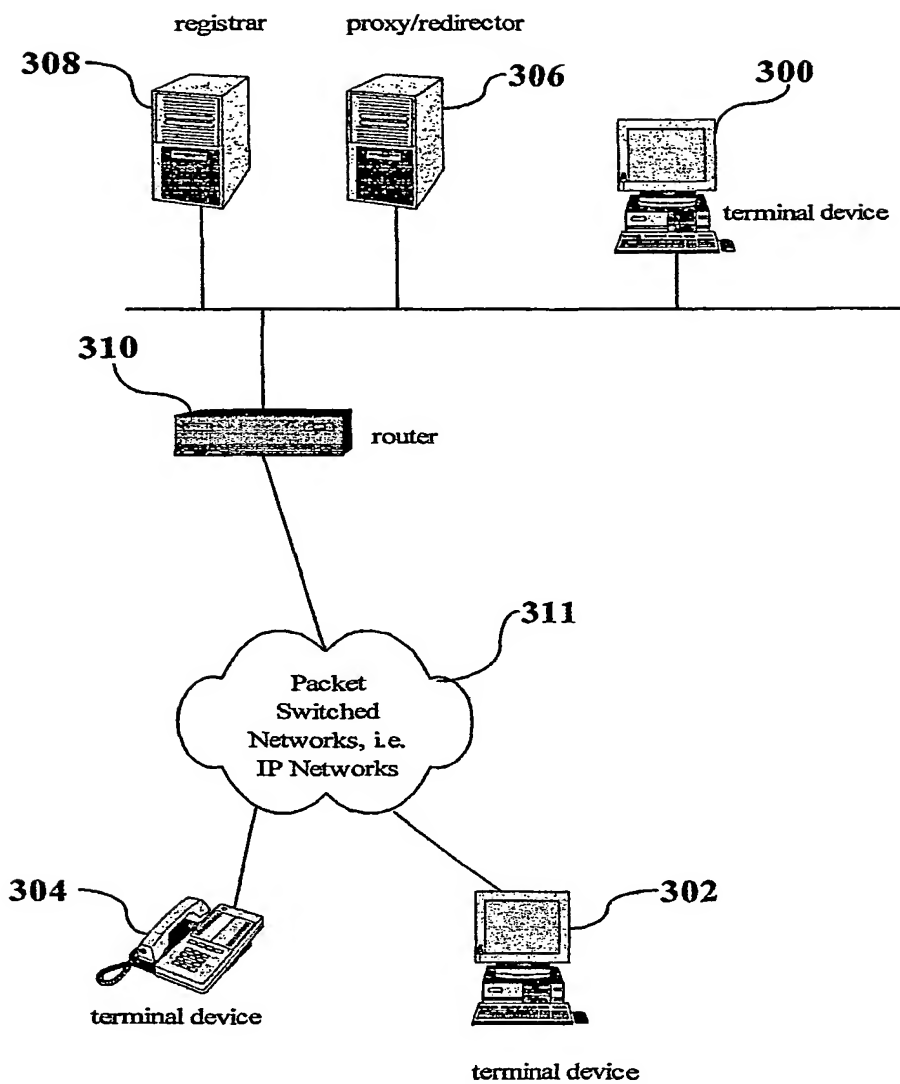 registrar
proxy/redirector
308
306
300
terminal device
310
router
311
Packet
Switched
Networks, i.e.
IP Networks
304
302
terminal device
terminal device